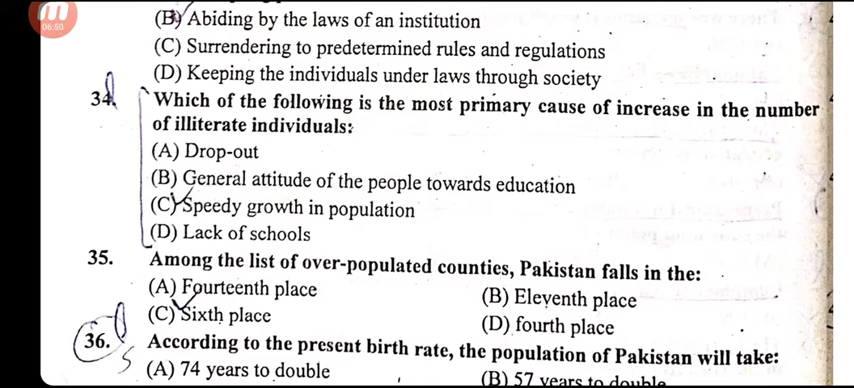 06:50
(B) Abiding by the laws of an institution
(C) Surrendering to predetermined rules and regulations
(D) Keeping the individuals under laws through society
34. Which of the following is the most primary cause of increase in the number
of illiterate individuals:
(A) Drop-out
(B) General attitude of the people towards education
(C) Speedy growth in population
(D) Lack of schools
35. Among the list of over-populated counties, Pakistan falls in the:
(A) Fourteenth place (B) Eleventh place
(C) Sixth place (D) fourth place
36. According to the present birth rate, the population of Pakistan will take:
(A) 74 years to double (B) 57 years to double